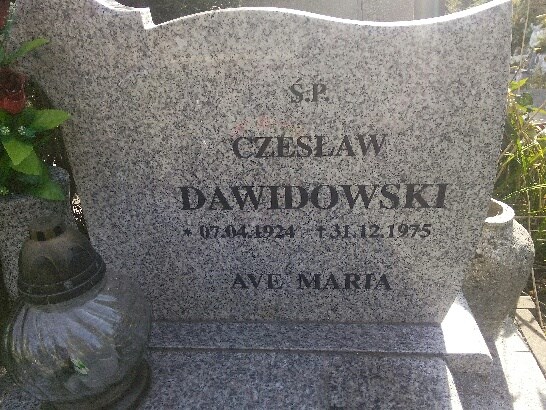 Ś.P.
CZESŁAW
DAWIDOWSKI
* 07.04.1924 † 31.12.1975
AVE MARIA